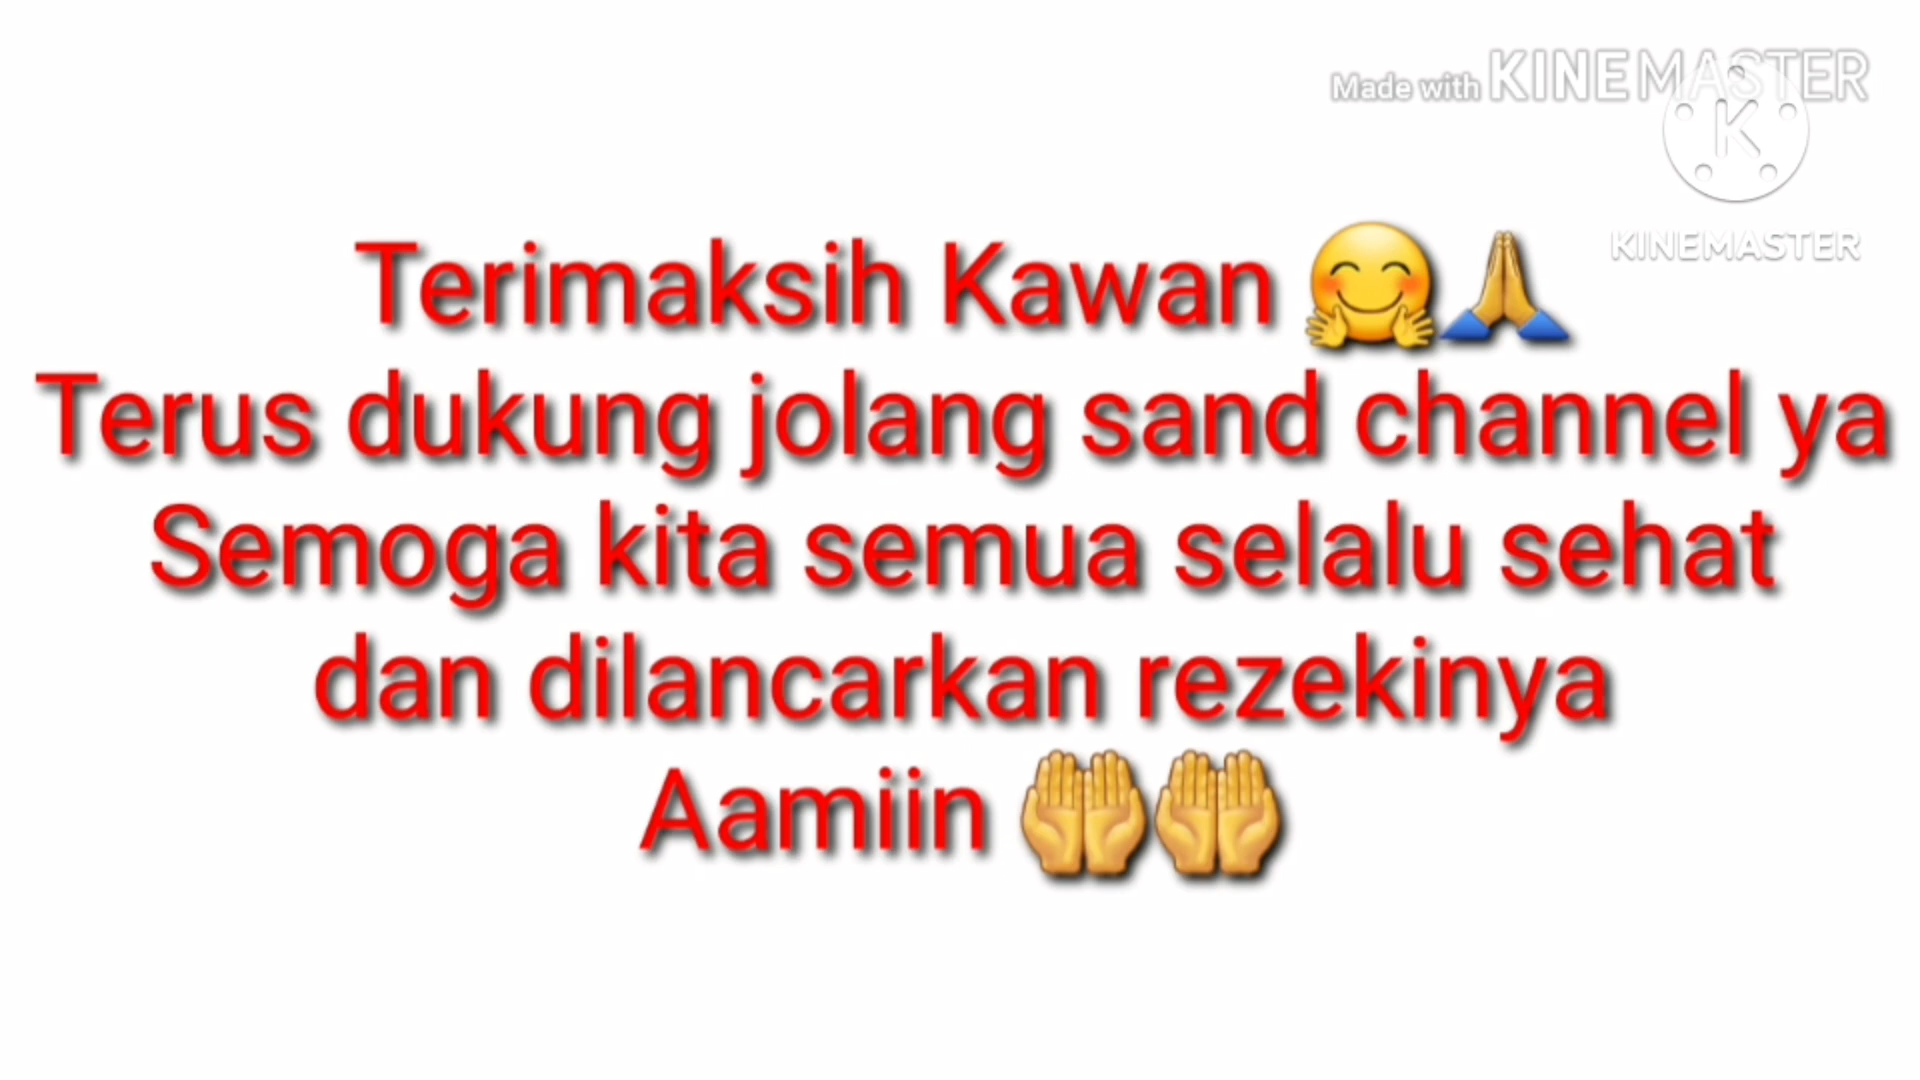 Made with KINEMASTER
K
KINEMASTER
Terimaksih Kawan 🤗🙏
Terus dukung jolang sand channel ya
Semoga kita semua selalu sehat
dan dilancarkan rezekinya
Aamiin 🤲🤲